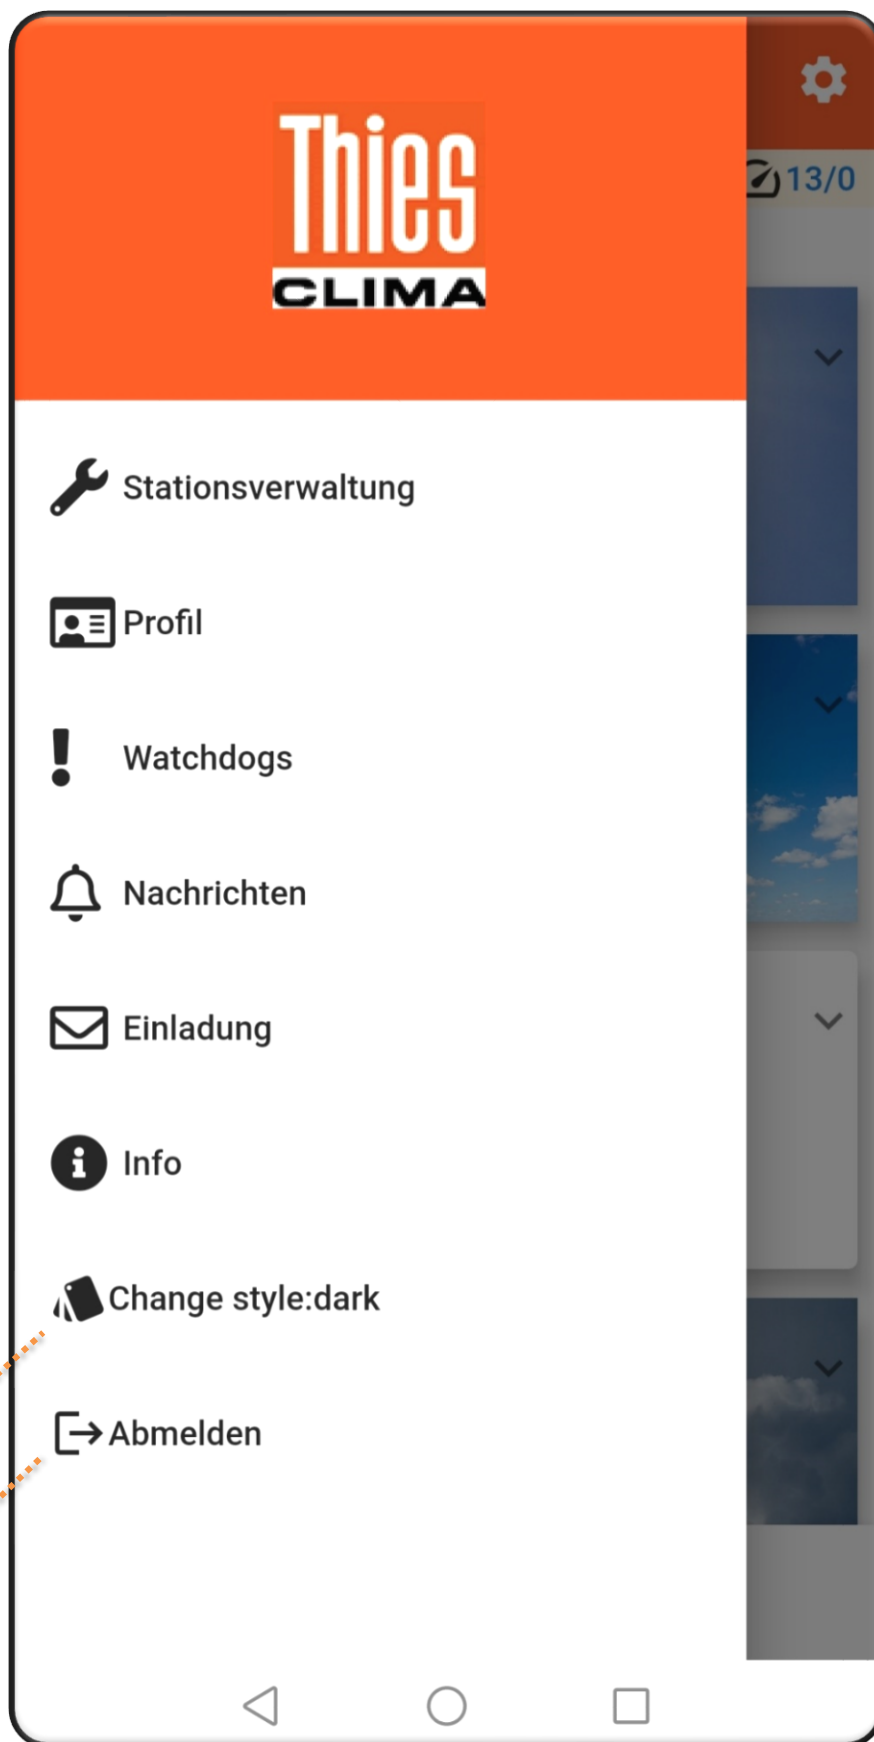 Thies
CLIMA
13/0
Stationsverwaltung
Profil
Watchdogs
Nachrichten
Einladung
Info
Change style:dark
Abmelden